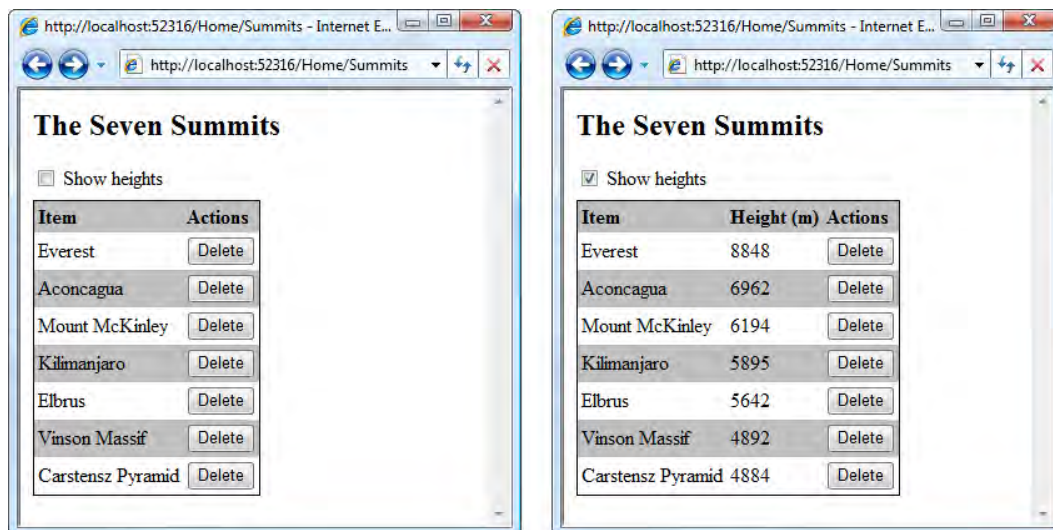 http://localhost:52316/Home/Summits - Internet E...
http://localhost:52316/Home/Summits
The Seven Summits
Show heights
Item Actions
Everest Delete
Aconcagua Delete
Mount McKinley Delete
Kilimanjaro Delete
Elbrus Delete
Vinson Massif Delete
Carstensz Pyramid Delete
http://localhost:52316/Home/Summits - Internet E...
http://localhost:52316/Home/Summits
The Seven Summits
Show heights
Item Height (m) Actions
Everest 8848 Delete
Aconcagua 6962 Delete
Mount McKinley 6194 Delete
Kilimanjaro 5895 Delete
Elbrus 5642 Delete
Vinson Massif 4892 Delete
Carstensz Pyramid 4884 Delete